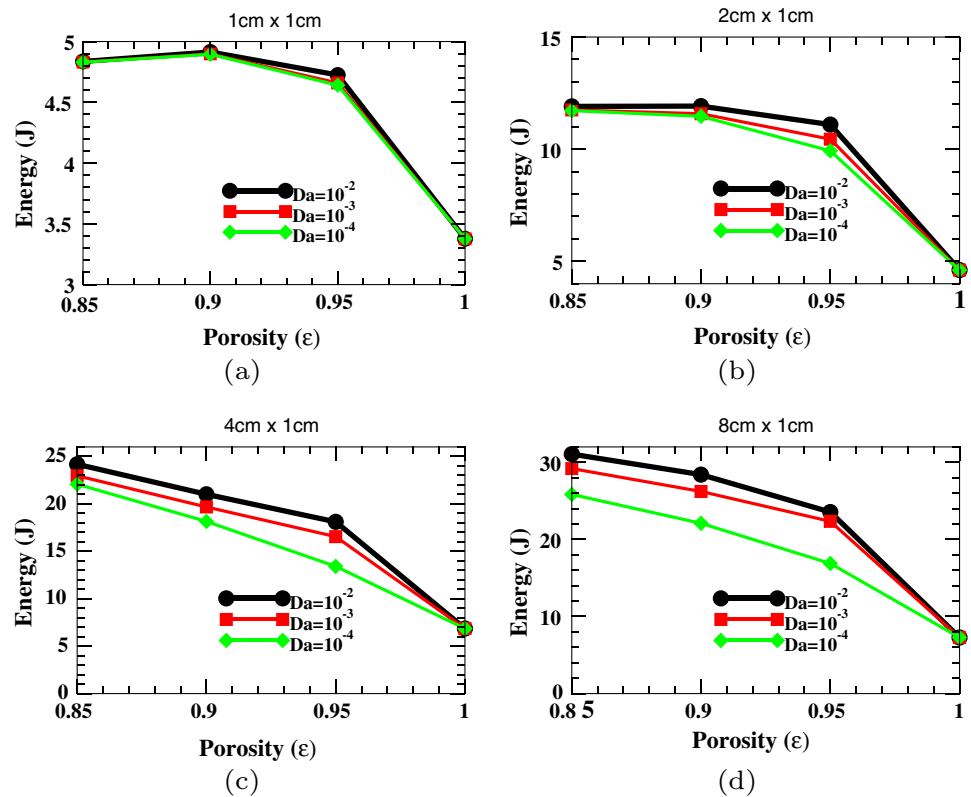 1cm x 1cm
5
4.5
4
3.5
3
Energy (J)
Da=10-2
Da=10-3
Da=10-4
0.85 0.9 0.95 1
Porosity (ε)
(a)
2cm x 1cm
15
10
5
Energy (J)
Da=10-2
Da=10-3
Da=10-4
0.85 0.9 0.95 1
Porosity (ε)
(b)
4cm x 1cm
25
20
15
10
5
0
Energy (J)
Da=10-2
Da=10-3
Da=10-4
0.85 0.9 0.95 1
Porosity (ε)
(c)
8cm x 1cm
30
20
10
0
Energy (J)
Da=10-2
Da=10-3
Da=10-4
0.8 5 0.9 0.95 1
Porosity (ε)
(d)